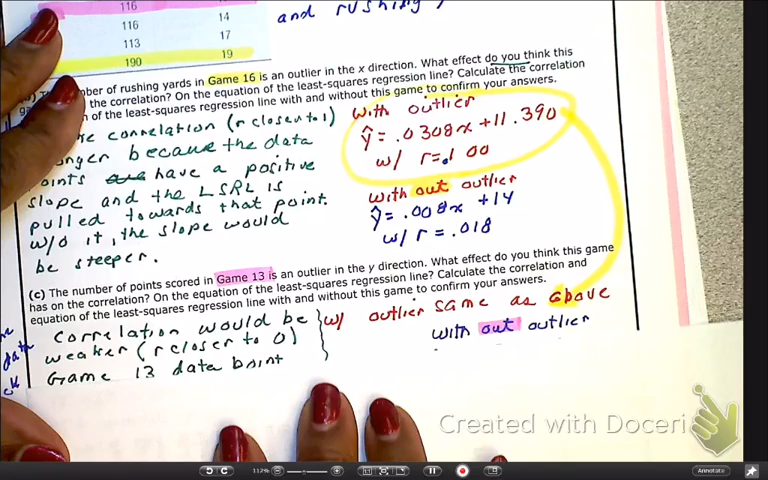 116
116 14
113 17
190 19
and rushing
mber of rushing yards in Game 16 is an outlier in the x direction. What effect do you think this
the correlation? On the equation of the least-squares regression line? Calculate the correlation
n of the least-squares regression line with and without this game to confirm your answers.
correlation (r closer to 1)
because the data
points are have a positive
slope and the LSRL is
pulled towards that point.
w/o it, the slope would
be steeper.
with outlier
ŷ = .0308x + 11.390
w/ r = .100
with out outlier
ŷ = .008x + 14
w/ r = .018
(c) The number of points scored in Game 13 is an outlier in the y direction. What effect do you think this game
has on the correlation? On the equation of the least-squares regression line? Calculate the correlation and
equation of the least-squares regression line with and without this game to confirm your answers.
Correlation would be
weaker (r closer to 0)
Game 13 data point
w/ outlier same as above
with out outlier
Created with Doceri
112%
Annotate